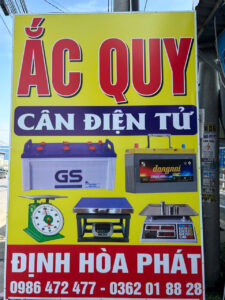 ẮC QUY
CÂN ĐIỆN TỬ
GS
dongnai
ĐỊNH HÒA PHÁT
0986 472 477 - 0362 01 88 28